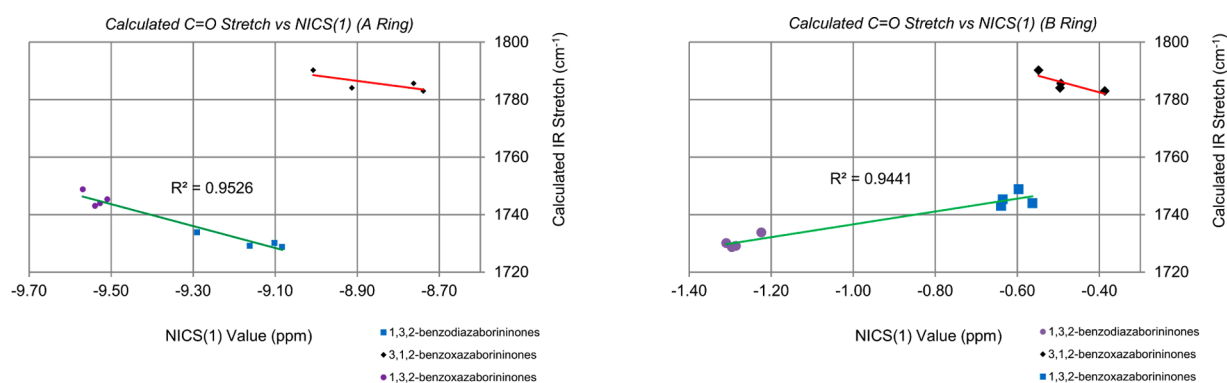 Calculated C=O Stretch vs NICS(1) (A Ring)
1800
1780
1760
1740
1720
Calculated IR Stretch (cm⁻¹)
R² = 0.9526
-9.70 -9.50 -9.30 -9.10 -8.90 -8.70
NICS(1) Value (ppm)
1,3,2-benzodiazaborininones
3,1,2-benzoxazaborininones
1,3,2-benzoxazaborininones
Calculated C=O Stretch vs NICS(1) (B Ring)
1800
1780
1760
1740
1720
Calculated IR Stretch (cm⁻¹)
R² = 0.9441
-1.40 -1.20 -1.00 -0.80 -0.60 -0.40
NICS(1) Value (ppm)
1,3,2-benzodiazaborininones
3,1,2-benzoxazaborininones
1,3,2-benzoxazaborininones